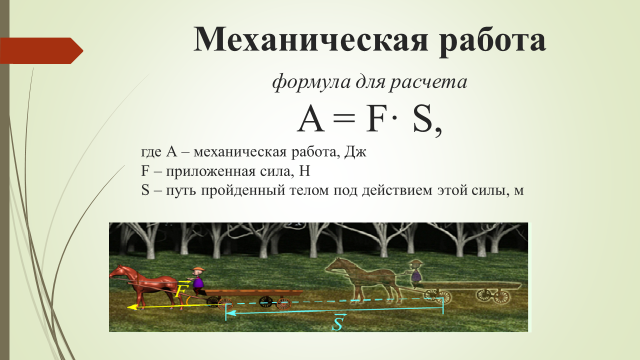 Механическая работа
формула для расчета
A = F· S,
где А – механическая работа, Дж
F – приложенная сила, Н
S – путь пройденный телом под действием этой силы, м
F
S